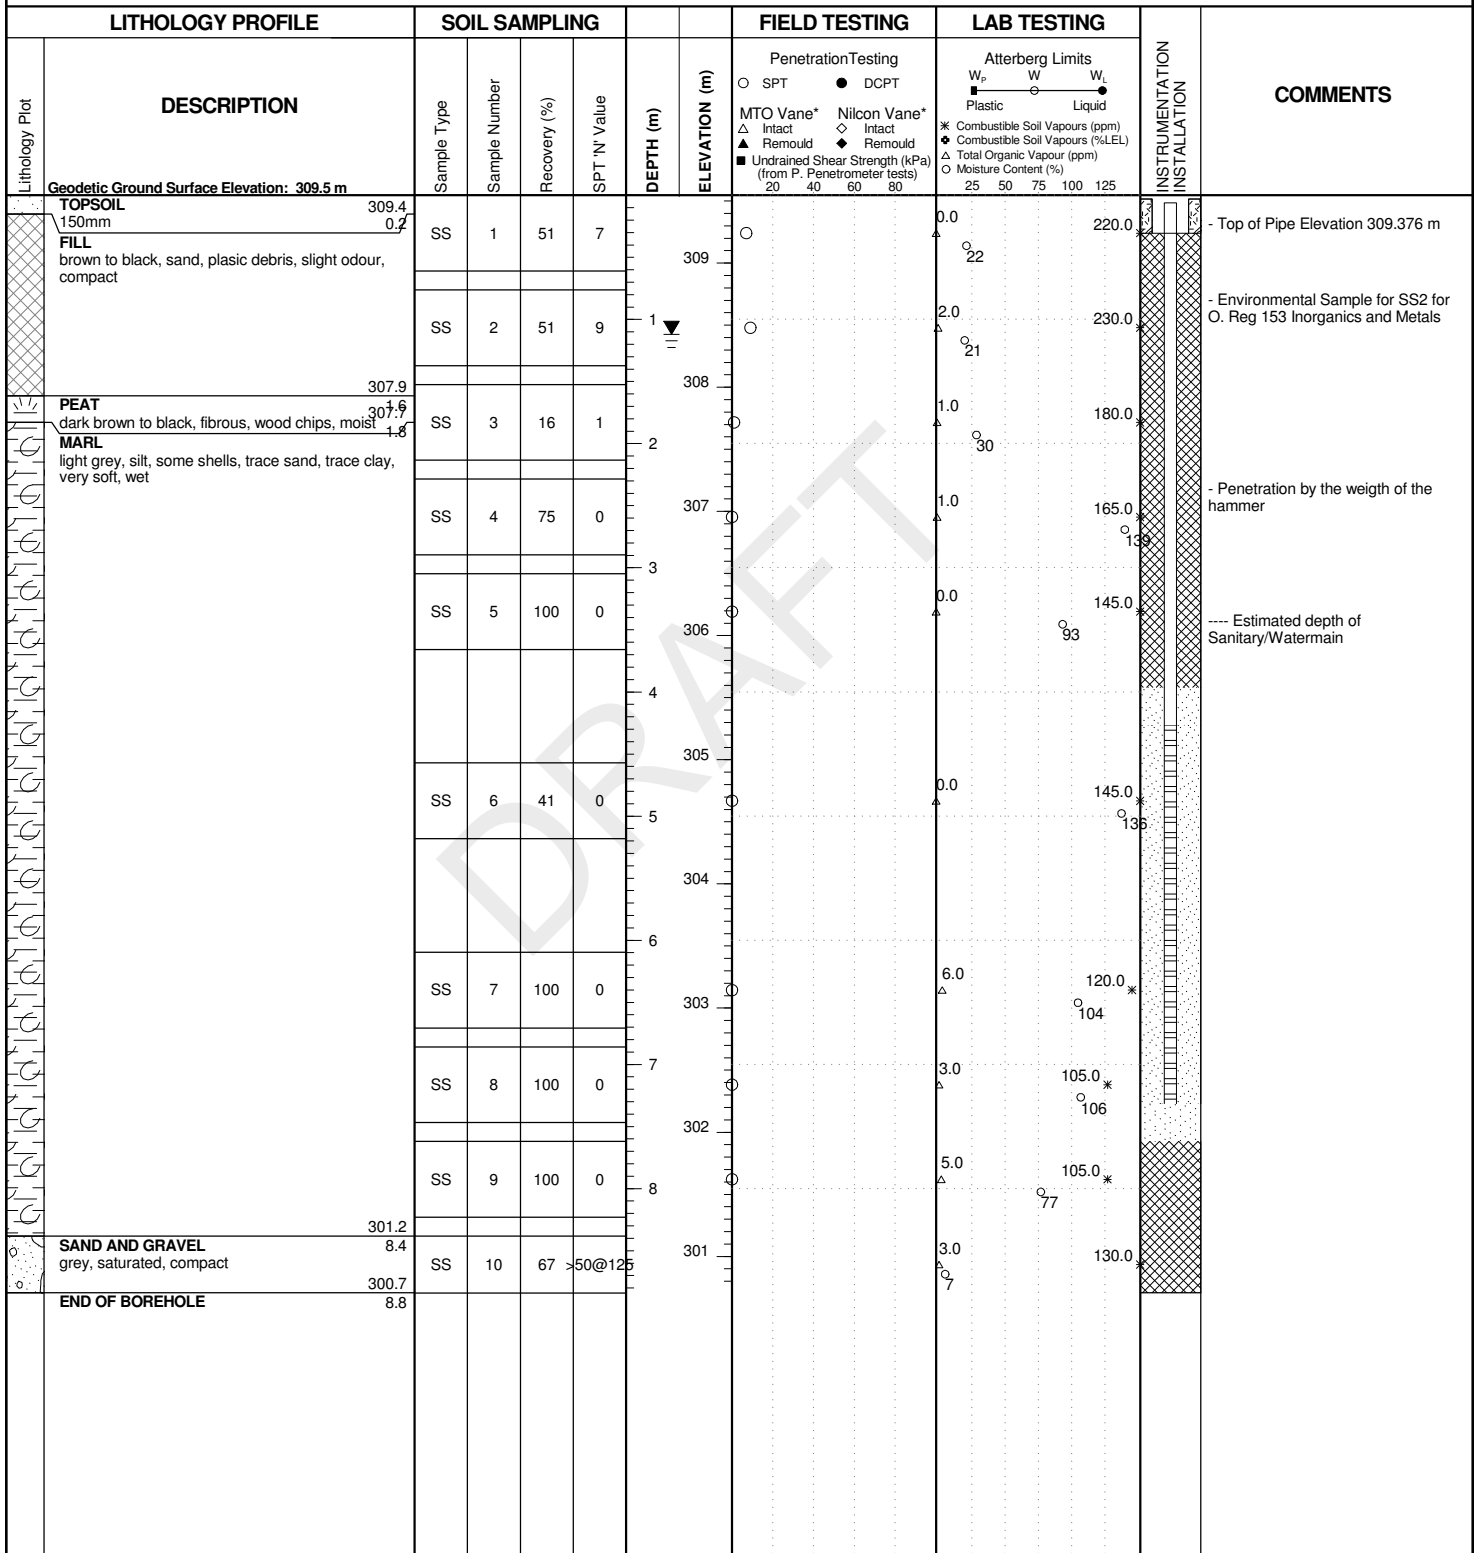 LITHOLOGY PROFILE
SOIL SAMPLING
FIELD TESTING
LAB TESTING
Lithology Plot
DESCRIPTION
Geodetic Ground Surface Elevation: 309.5 m
Sample Type
Sample Number
Recovery (%)
SPT 'N' Value
DEPTH (m)
ELEVATION (m)
PenetrationTesting
SPT
DCPT
MTO Vane*
Nilcon Vane*
Intact
Intact
Remould
Remould
Undrained Shear Strength (kPa)
(from P. Penetrometer tests)
20 40 60 80
Atterberg Limits
WP W WL
Plastic Liquid
Combustible Soil Vapours (ppm)
Combustible Soil Vapours (%LEL)
Total Organic Vapour (ppm)
Moisture Content (%)
25 50 75 100 125
INSTRUMENTATION
INSTALLATION
COMMENTS
TOPSOIL 309.4
150mm 0.2
FILL
brown to black, sand, plasic debris, slight odour,
compact
307.9
PEAT 1.6
307.7
dark brown to black, fibrous, wood chips, moist
1.8
MARL
light grey, silt, some shells, trace sand, trace clay,
very soft, wet
301.2
SAND AND GRAVEL 8.4
grey, saturated, compact
300.7
END OF BOREHOLE 8.8
SS 1 51 7
SS 2 51 9
SS 3 16 1
SS 4 75 0
SS 5 100 0
SS 6 41 0
SS 7 100 0
SS 8 100 0
SS 9 100 0
SS 10 67 >50@125
1
2
3
4
5
6
7
8
309
308
307
306
305
304
303
302
301
0.0 220.0
22
2.0 230.0
21
1.0 180.0
30
1.0 165.0
139
0.0 145.0
93
0.0 145.0
136
6.0 120.0
104
3.0 105.0
106
5.0 105.0
77
3.0 130.0
7
- Top of Pipe Elevation 309.376 m
- Environmental Sample for SS2 for
O. Reg 153 Inorganics and Metals
- Penetration by the weigth of the
hammer
---- Estimated depth of
Sanitary/Watermain
DRAFT